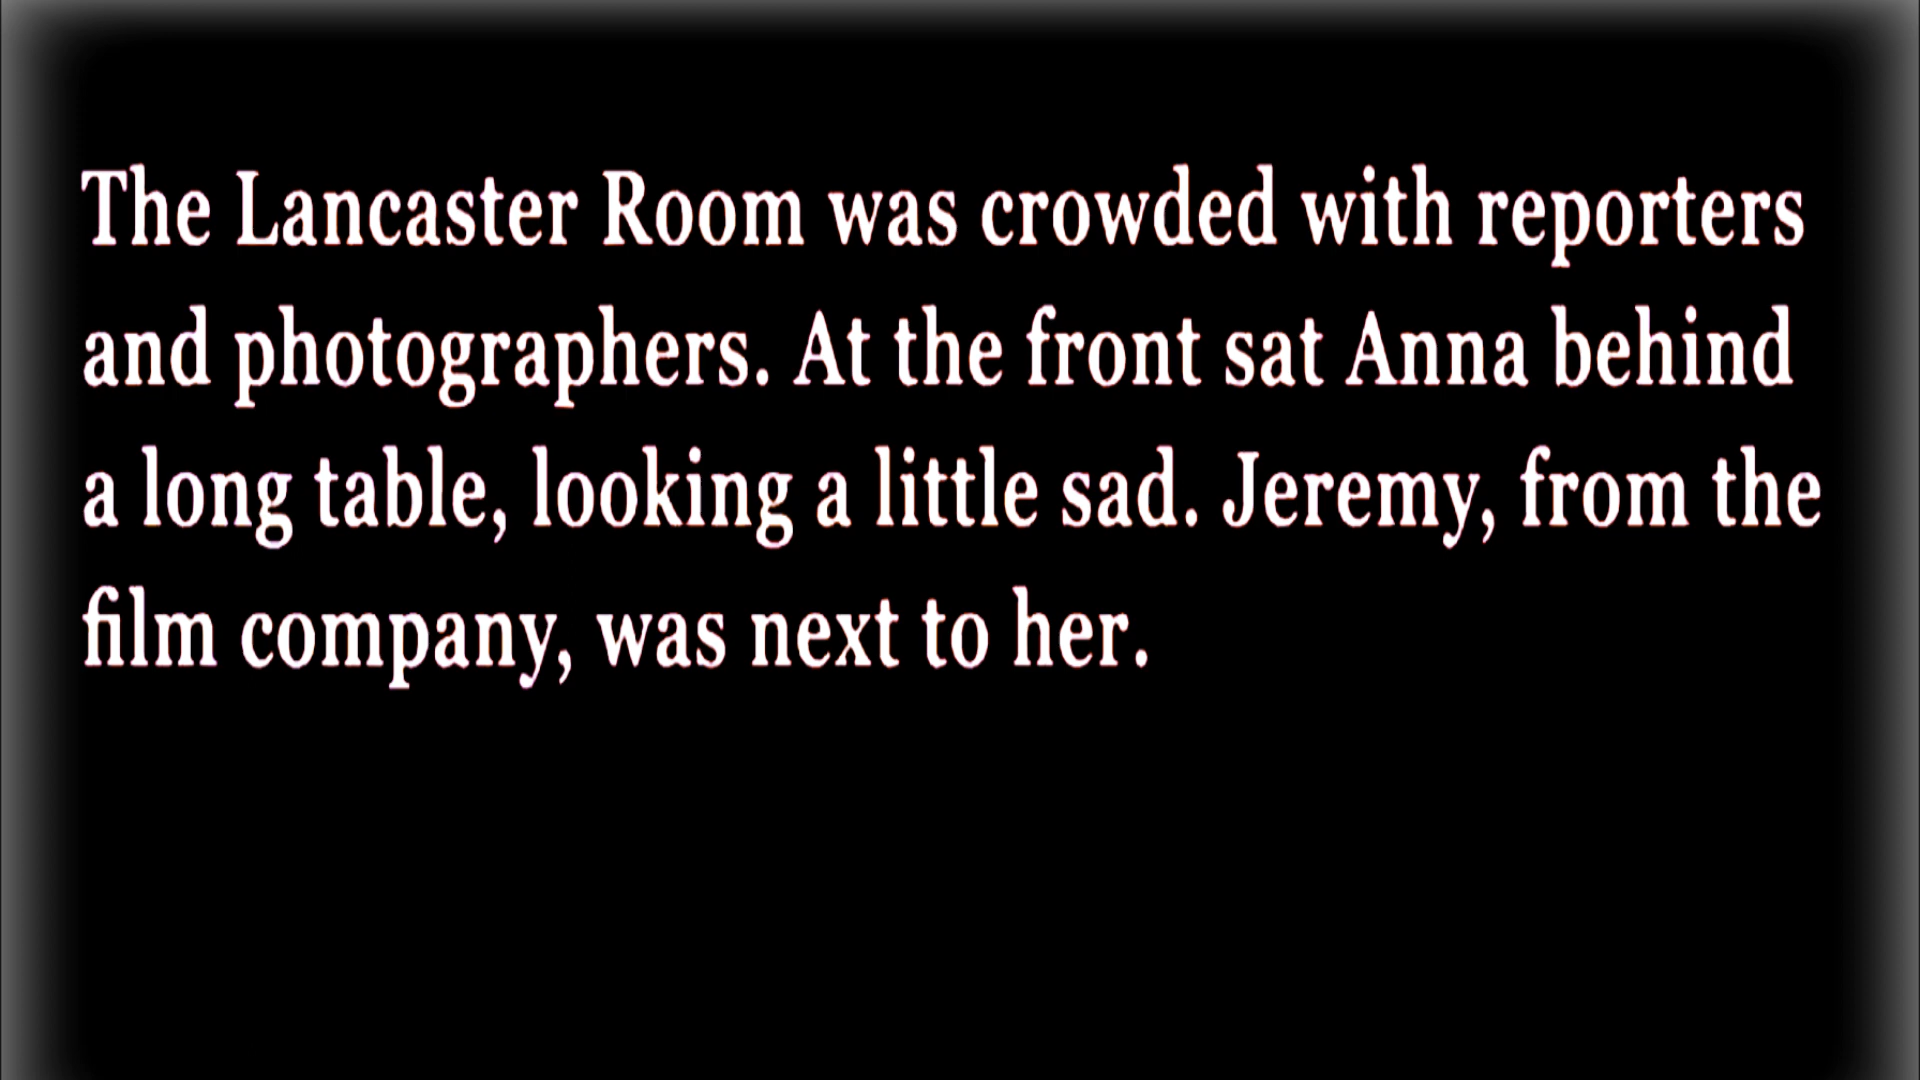 The Lancaster Room was crowded with reporters
and photographers. At the front sat Anna behind
a long table, looking a little sad. Jeremy, from the
film company, was next to her.